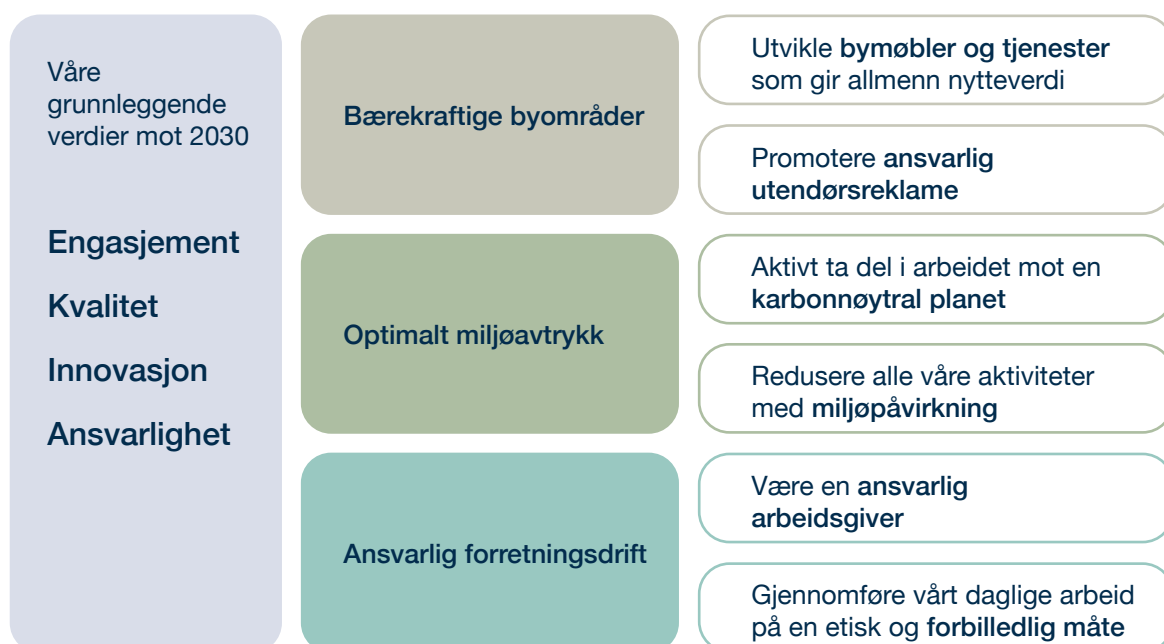 Våre
grunnleggende
verdier mot 2030
Engasjement
Kvalitet
Innovasjon
Ansvarlighet
Bærekraftige byområder
Utvikle bymøbler og tjenester
som gir allmenn nytteverdi
Promotere ansvarlig
utendørsreklame
Optimalt miljøavtrykk
Aktivt ta del i arbeidet mot en
karbonnøytral planet
Redusere alle våre aktiviteter
med miljøpåvirkning
Ansvarlig forretningsdrift
Være en ansvarlig
arbeidsgiver
Gjennomføre vårt daglige arbeid
på en etisk og forbilledlig måte